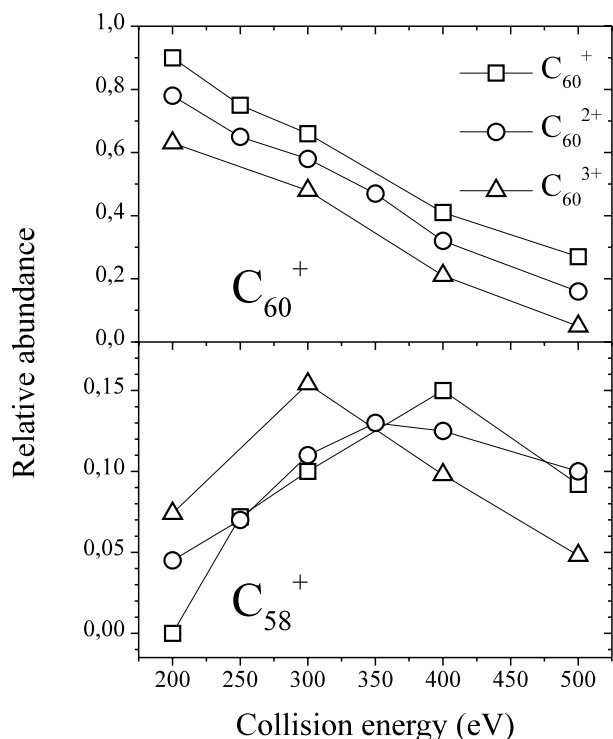 1,0
0,8
0,6
0,4
0,2
0,0
C₆₀⁺
C₆₀²⁺
C₆₀³⁺
C₆₀⁺
Relative abundance
0,15
0,10
0,05
0,00
C₅₈⁺
200 250 300 350 400 450 500
Collision energy (eV)